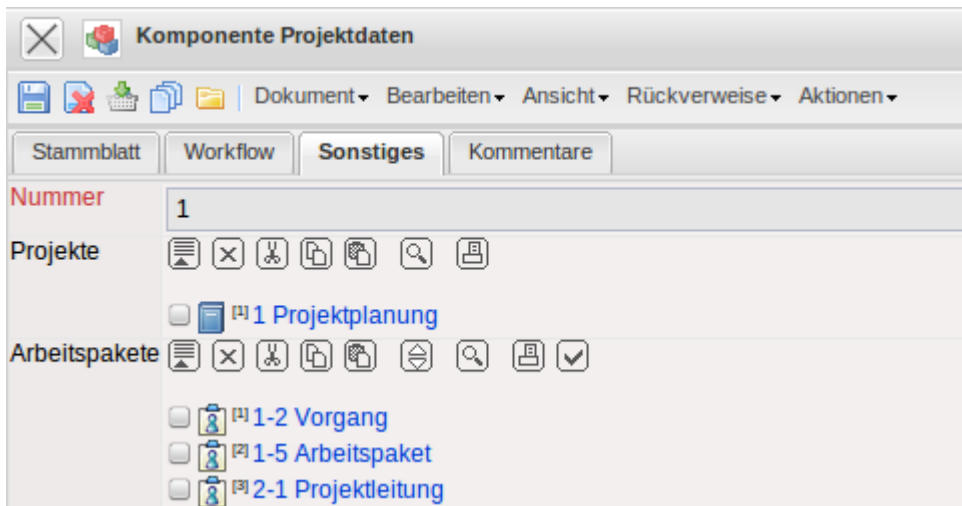 Komponente Projektdaten
Dokument Bearbeiten Ansicht Rückverweise Aktionen
Stammblatt Workflow Sonstiges Kommentare
Nummer 1
Projekte
[1] 1 Projektplanung
Arbeitspakete
[1] 1-2 Vorgang
[2] 1-5 Arbeitspaket
[3] 2-1 Projektleitung